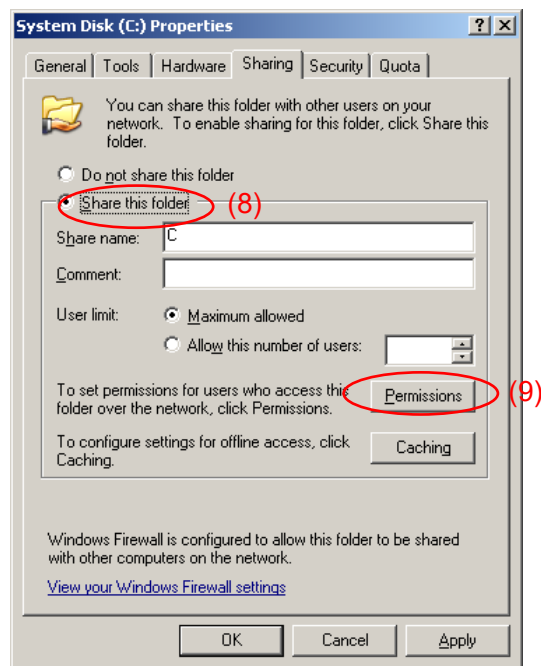 System Disk (C:) Properties
? X
General Tools Hardware Sharing Security Quota
You can share this folder with other users on your
network. To enable sharing for this folder, click Share this
folder.
Do not share this folder
Share this folder (8)
Share name: C
Comment:
User limit: Maximum allowed
Allow this number of users:
To set permissions for users who access this
folder over the network, click Permissions.
Permissions (9)
To configure settings for offline access, click
Caching.
Caching
Windows Firewall is configured to allow this folder to be shared
with other computers on the network.
View your Windows Firewall settings
OK Cancel Apply